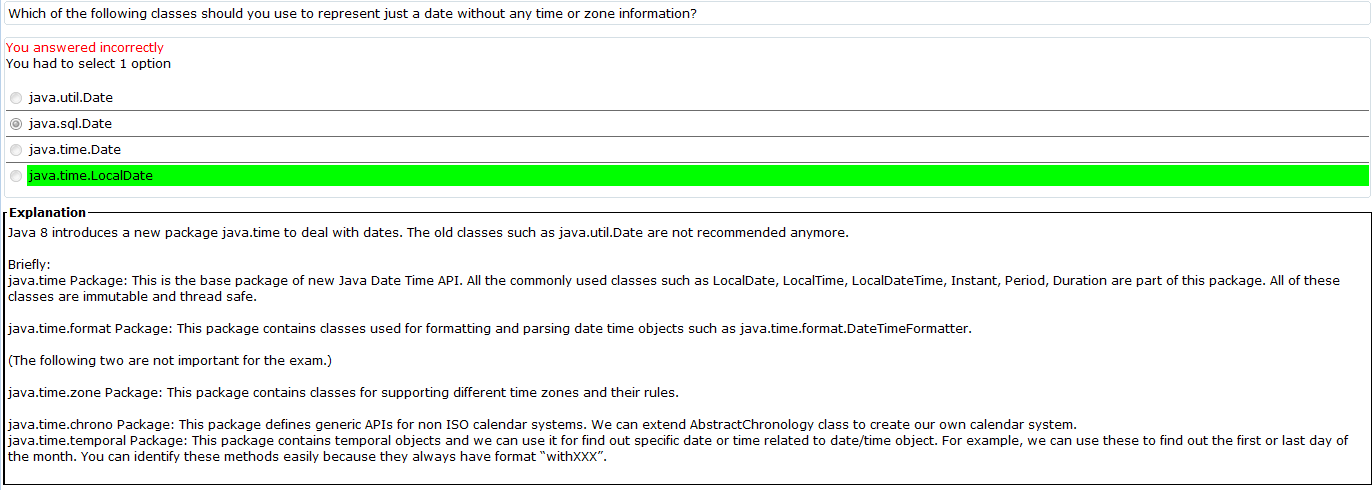 Which of the following classes should you use to represent just a date without any time or zone information?
You answered incorrectly
You had to select 1 option
java.util.Date
java.sql.Date
java.time.Date
java.time.LocalDate
Explanation
Java 8 introduces a new package java.time to deal with dates. The old classes such as java.util.Date are not recommended anymore.
Briefly:
java.time Package: This is the base package of new Java Date Time API. All the commonly used classes such as LocalDate, LocalTime, LocalDateTime, Instant, Period, Duration are part of this package. All of these
classes are immutable and thread safe.
java.time.format Package: This package contains classes used for formatting and parsing date time objects such as java.time.format.DateTimeFormatter.
(The following two are not important for the exam.)
java.time.zone Package: This package contains classes for supporting different time zones and their rules.
java.time.chrono Package: This package defines generic APIs for non ISO calendar systems. We can extend AbstractChronology class to create our own calendar system.
java.time.temporal Package: This package contains temporal objects and we can use it for find out specific date or time related to date/time object. For example, we can use these to find out the first or last day of
the month. You can identify these methods easily because they always have format “withXXX”.